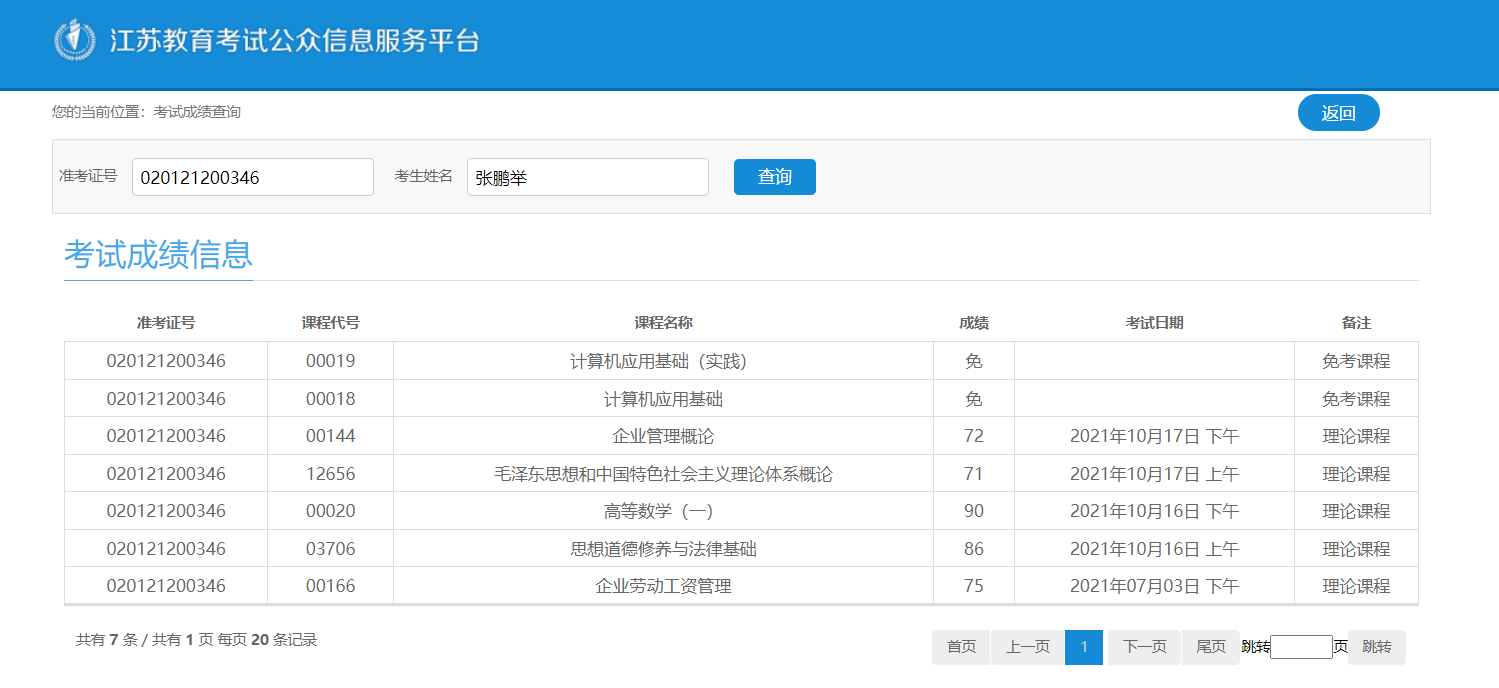 江苏教育考试公众信息服务平台
您的当前位置：考试成绩查询 返回
准考证号 020121200346 考生姓名 张鹏举 查询
考试成绩信息
准考证号 课程代号 课程名称 成绩 考试日期 备注
020121200346 00019 计算机应用基础（实践） 免 免考课程
020121200346 00018 计算机应用基础 免 免考课程
020121200346 00144 企业管理概论 72 2021年10月17日 下午 理论课程
020121200346 12656 毛泽东思想和中国特色社会主义理论体系概论 71 2021年10月17日 上午 理论课程
020121200346 00020 高等数学（一） 90 2021年10月16日 下午 理论课程
020121200346 03706 思想道德修养与法律基础 86 2021年10月16日 上午 理论课程
020121200346 00166 企业劳动工资管理 75 2021年07月03日 下午 理论课程
共有 7 条 / 共有 1 页 每页 20 条记录 首页 上一页 1 下一页 尾页 跳转 页 跳转